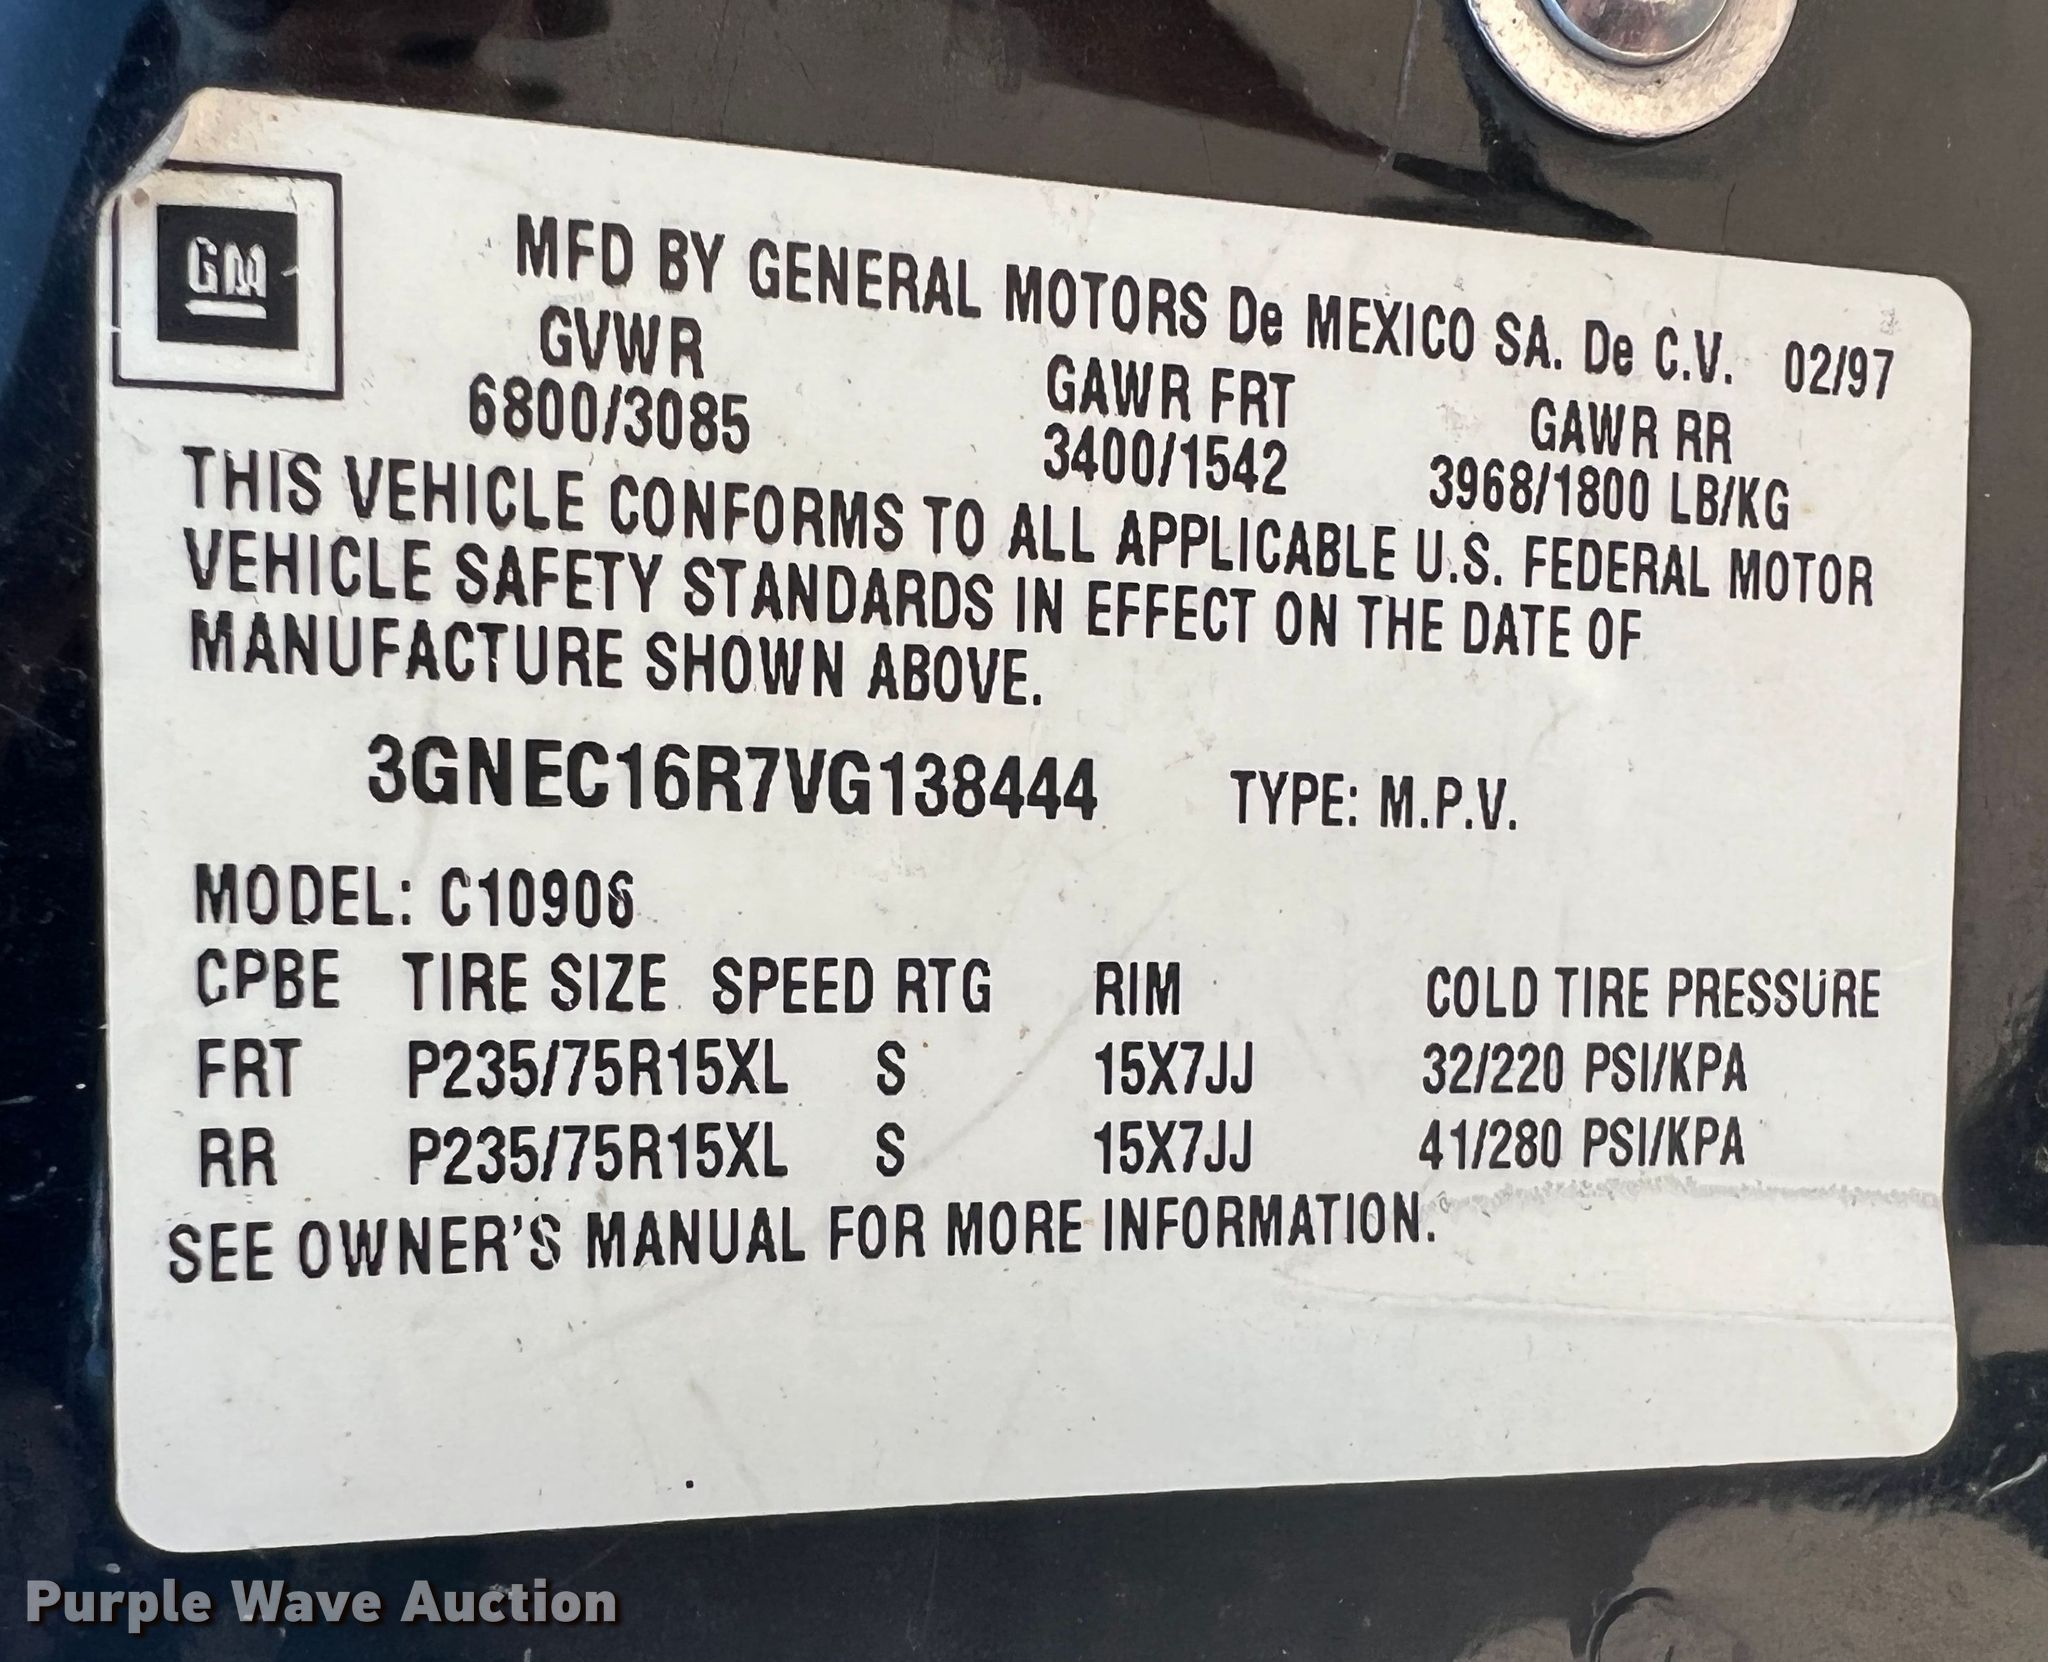 GM
MFD BY GENERAL MOTORS De MEXICO SA. De C.V. 02/97
GVWR GAWR FRT GAWR RR
6800/3085 3400/1542 3968/1800 LB/KG
THIS VEHICLE CONFORMS TO ALL APPLICABLE U.S. FEDERAL MOTOR
VEHICLE SAFETY STANDARDS IN EFFECT ON THE DATE OF
MANUFACTURE SHOWN ABOVE.
3GNEC16R7VG138444 TYPE: M.P.V.
MODEL: C10906
CPBE TIRE SIZE SPEED RTG RIM COLD TIRE PRESSURE
FRT P235/75R15XL S 15X7JJ 32/220 PSI/KPA
RR P235/75R15XL S 15X7JJ 41/280 PSI/KPA
SEE OWNER'S MANUAL FOR MORE INFORMATION.
Purple Wave Auction